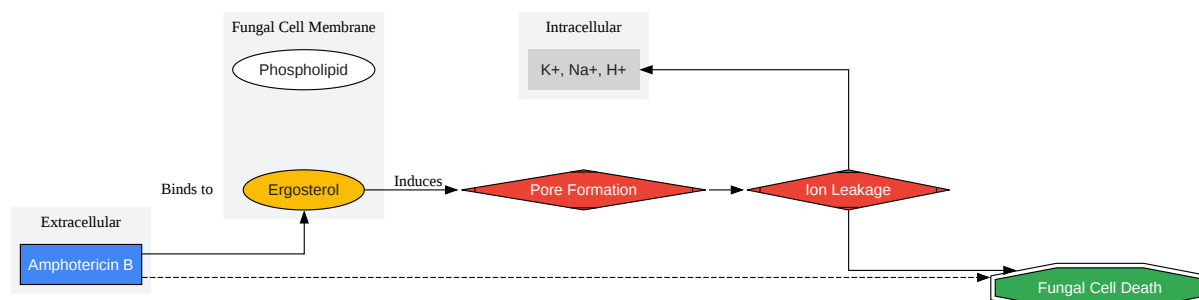 Fungal Cell Membrane
Intracellular
Phospholipid
K+, Na+, H+
Binds to
Ergosterol
Induces
Pore Formation
Ion Leakage
Extracellular
Amphotericin B
Fungal Cell Death